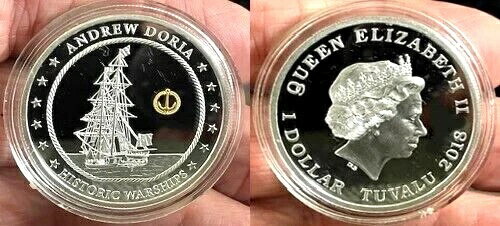 ANDREW DORIA
HISTORIC WARSHIPS
QUEEN ELIZABETH II
1 DOLLAR TUVALU 2018